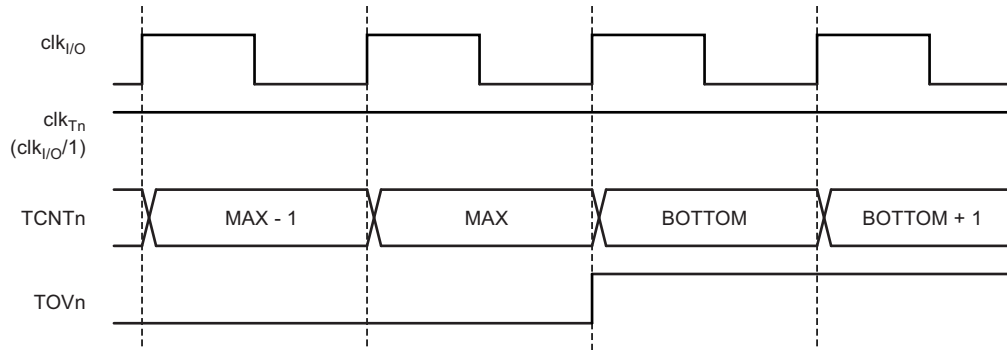 clkI/O
clkTn
(clkI/O/1)
TCNTn MAX - 1 MAX BOTTOM BOTTOM + 1
TOVn